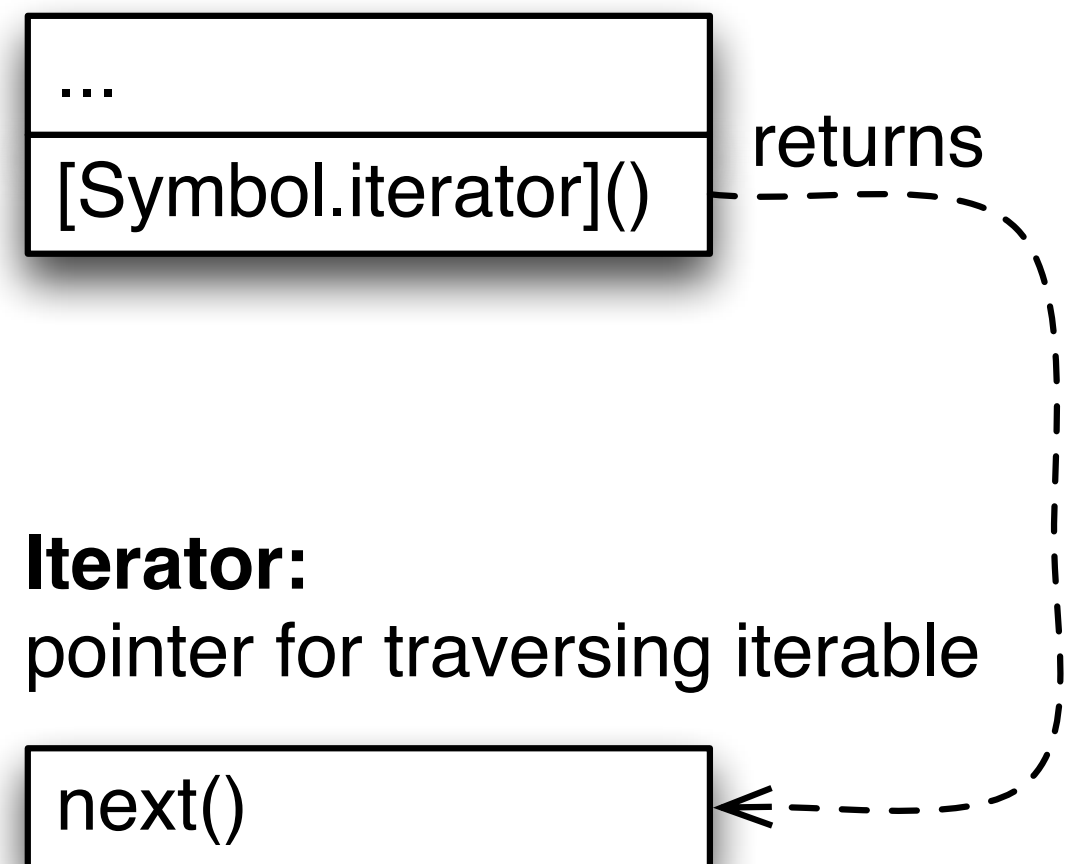 ...
[Symbol.iterator]()
returns
Iterator:
pointer for traversing iterable
next()